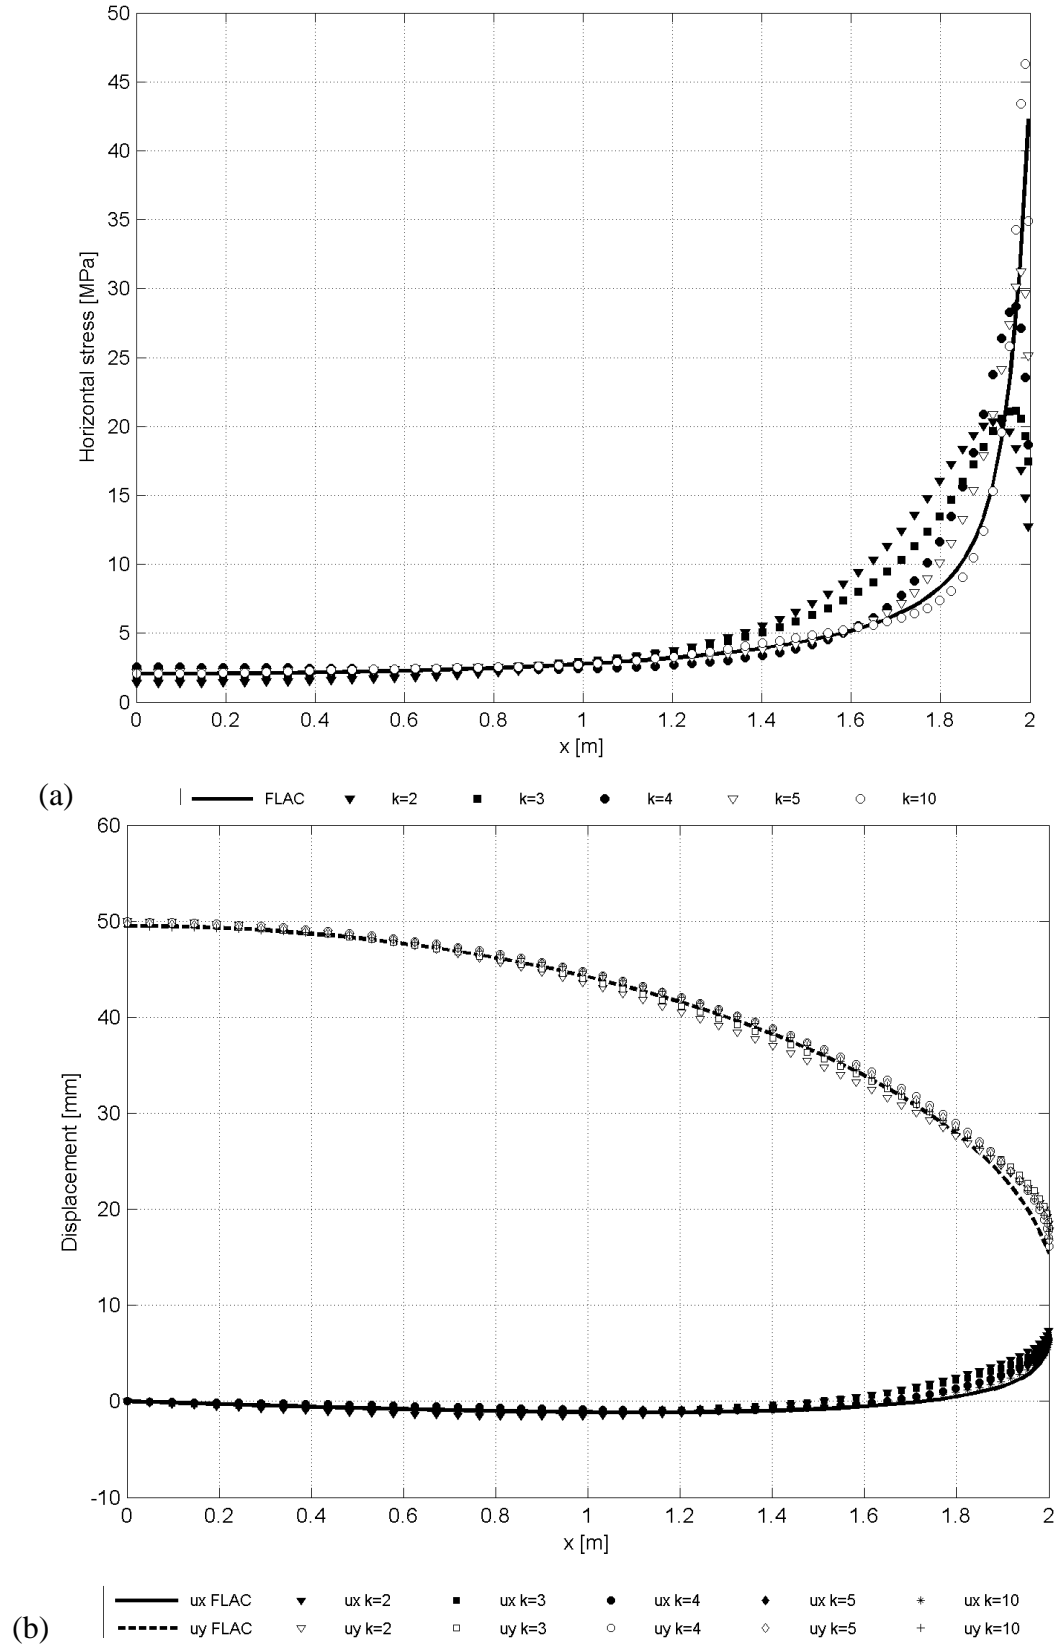 50
45
40
35
30
25
20
15
10
5
0
Horizontal stress [MPa]
0 0.2 0.4 0.6 0.8 1 1.2 1.4 1.6 1.8 2
x [m]
(a)
FLAC k=2 k=3 k=4 k=5 k=10
60
50
40
30
20
10
0
-10
Displacement [mm]
0 0.2 0.4 0.6 0.8 1 1.2 1.4 1.6 1.8 2
x [m]
(b)
ux FLAC ux k=2 ux k=3 ux k=4 ux k=5 ux k=10
uy FLAC uy k=2 uy k=3 uy k=4 uy k=5 uy k=10